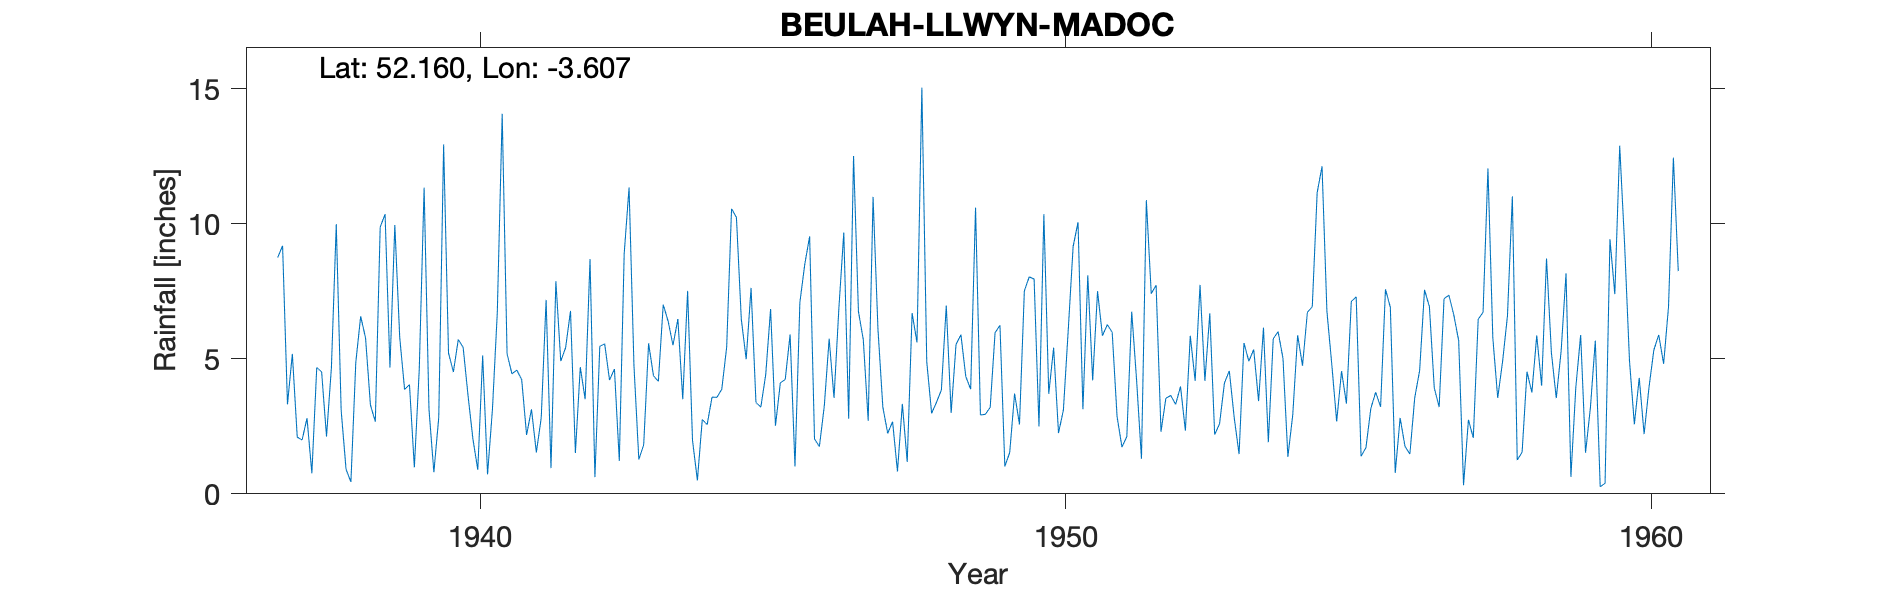 BEULAH-LLWYN-MADOC
Lat: 52.160, Lon: -3.607
15
10
5
0
Rainfall [inches]
1940 1950 1960
Year